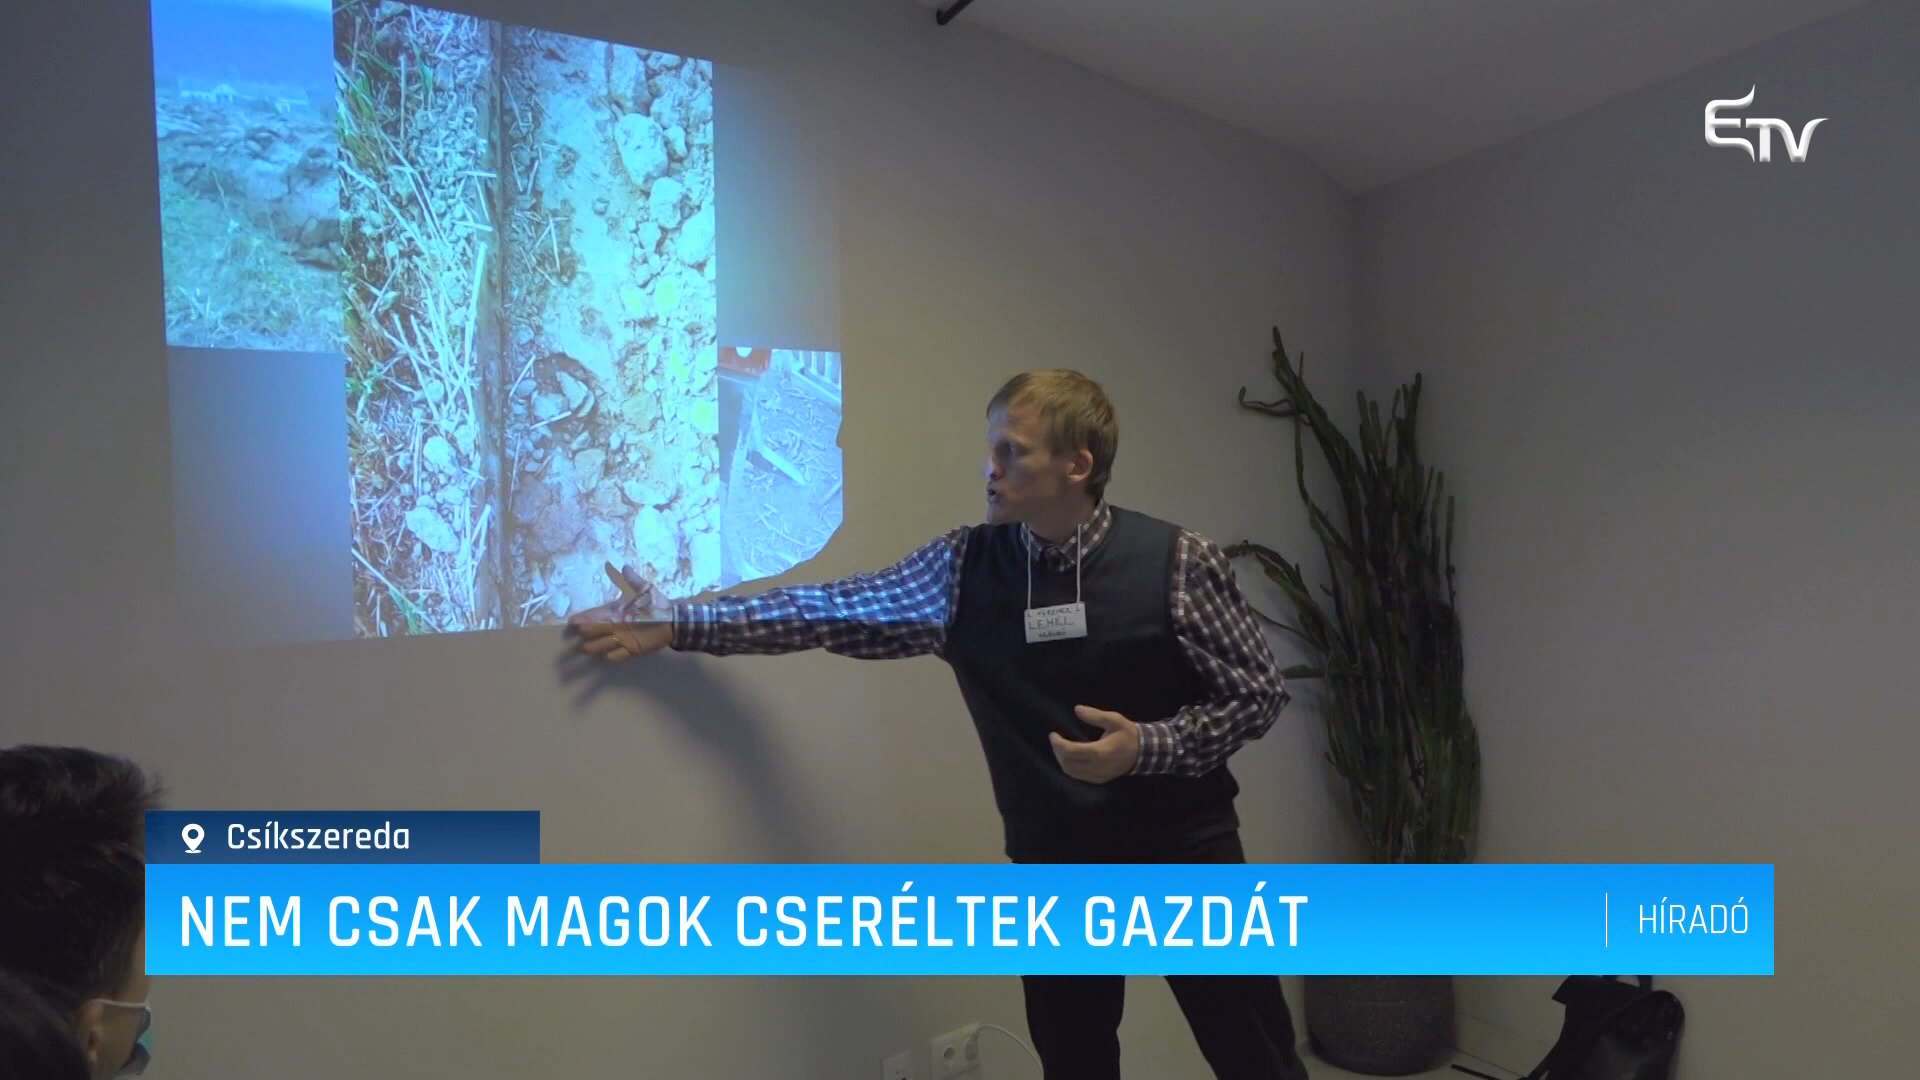 ETV
LEHEL
Csíkszereda
NEM CSAK MAGOK CSERÉLTEK GAZDÁT
HÍRADÓ